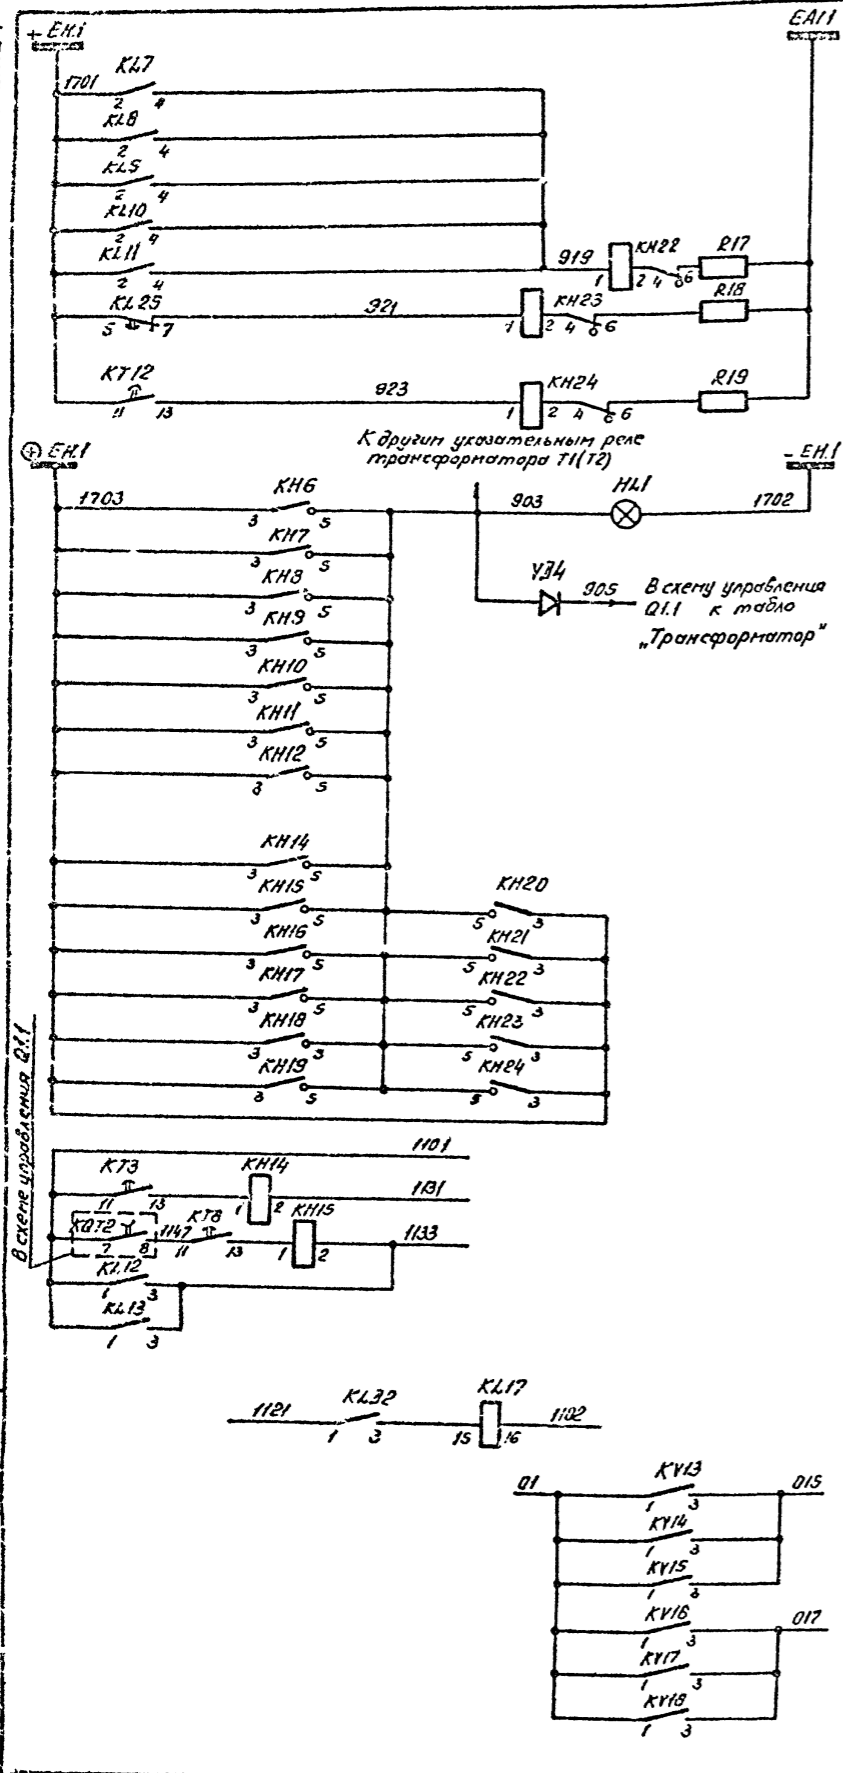 + EH.1
EA1.1
1701
KL7
2 4
KL8
2 4
KL9
2 4
KL10
2 4
KL11
2 4
919
1
2
KH22
4 6
R17
KL25
5 7
921
1
2
KH23
4 6
R18
KT12
11 13
923
1
2
KH24
4 6
R19
К другим указательным реле
трансформатора Т1(Т2)
⊕ EH.1
- EH.1
1703
KH6
3 5
903
HL1
1702
KH7
3 5
KH8
3 5
VД4
905
В схему управления
Q1.1 к табло
„Трансформатор"
KH9
3 5
KH10
3 5
KH11
3 5
KH12
3 5
KH14
3 5
KH15
3 5
KH20
5 3
KH16
3 5
KH21
5 3
KH17
3 5
KH22
5 3
KH18
3 3
KH23
5 3
KH19
3 5
KH24
5 3
В схеме управления Q1.1
1101
KT3
11 13
KH14
1 2
1131
KQT2
7 8
1147
KT8
11 13
KH15
1 2
1133
KL12
1 3
KL13
1 3
1121
KL32
1 3
KL17
15 16
1102
01
KV13
1 3
015
KV14
1 3
KV15
1 3
KV16
1 3
017
KV17
1 3
KV18
1 3